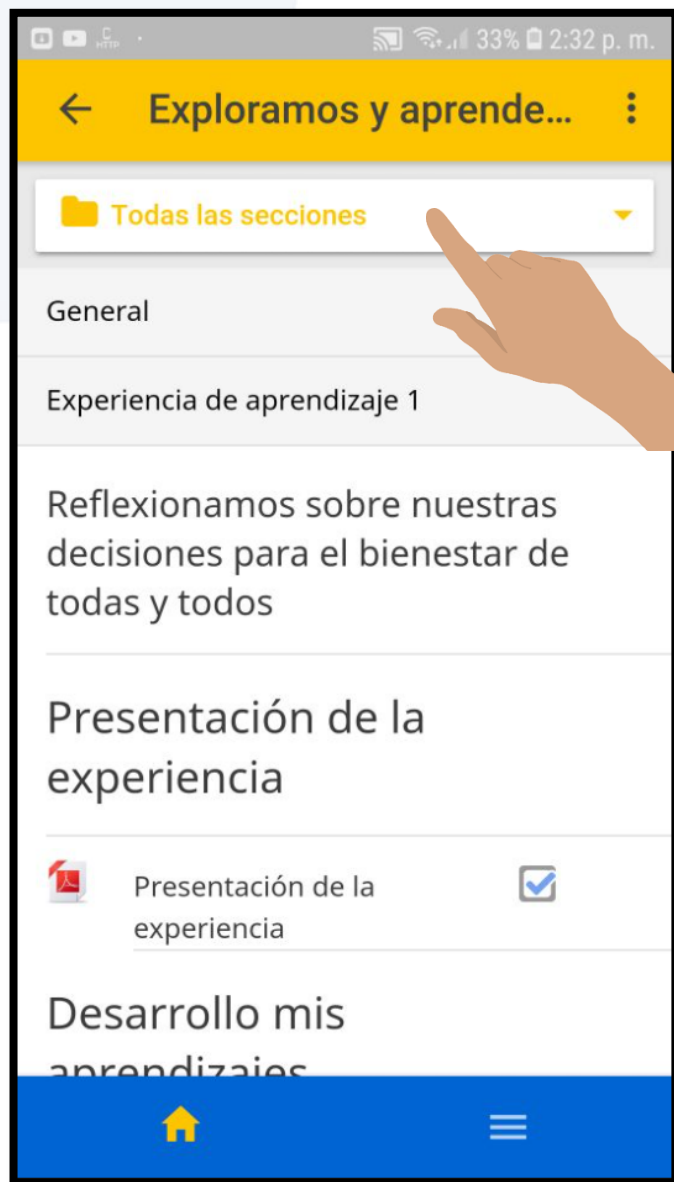 33% 2:32 p. m.
Exploramos y aprende...
Todas las secciones
General
Experiencia de aprendizaje 1
Reflexionamos sobre nuestras
decisiones para el bienestar de
todas y todos
Presentación de la
experiencia
Presentación de la
experiencia
Desarrollo mis
aprendizajes